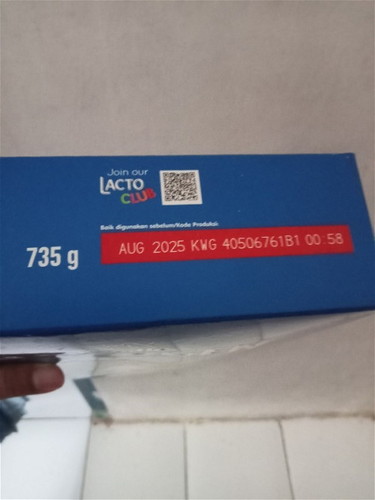 Join our
LACTO
CLUB
Baik digunakan sebelum/Kode Produksi:
735 g
AUG 2025 KWG 40506761B1 00:58